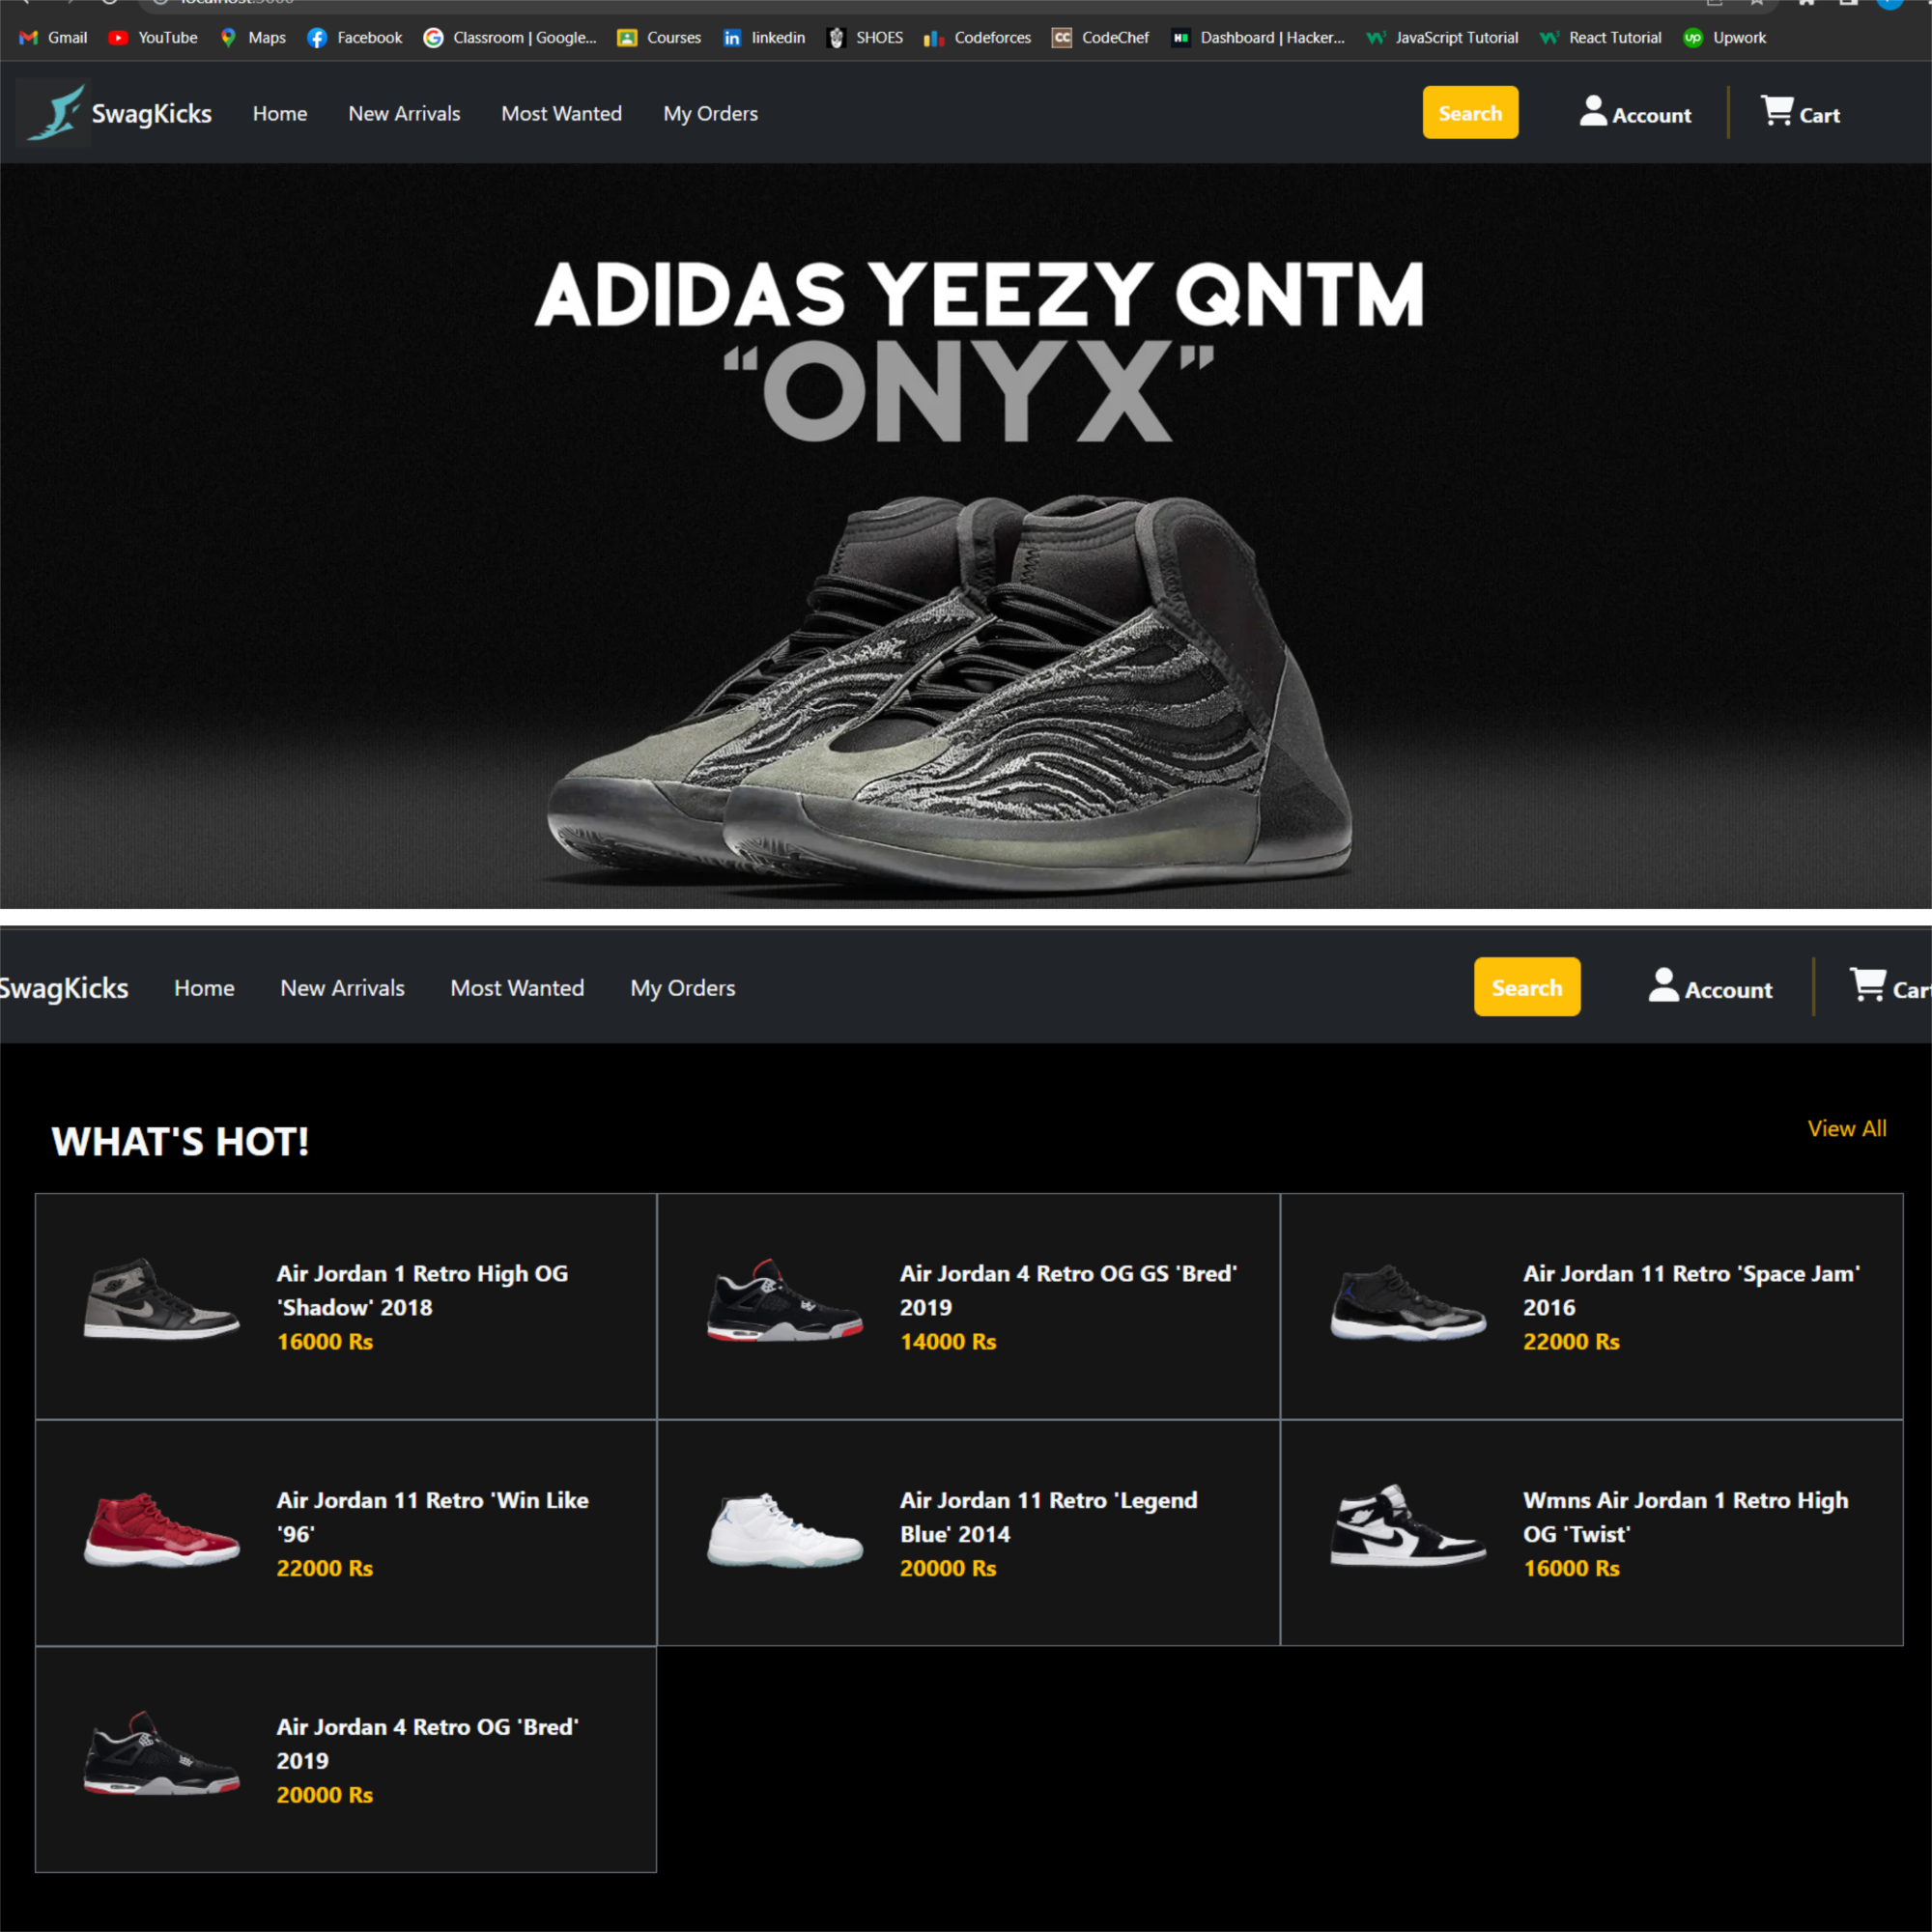 Gmail YouTube Maps Facebook Classroom | Google... Courses linkedin SHOES Codeforces CodeChef Dashboard | Hacker... JavaScript Tutorial React Tutorial Upwork
SwagKicks Home New Arrivals Most Wanted My Orders Search Account Cart
ADIDAS YEEZY QNTM
“ONYX”
SwagKicks Home New Arrivals Most Wanted My Orders Search Account
WHAT'S HOT!
View All
Air Jordan 1 Retro High OG
'Shadow' 2018
16000 Rs
Air Jordan 4 Retro OG GS 'Bred'
2019
14000 Rs
Air Jordan 11 Retro 'Space Jam'
2016
22000 Rs
Air Jordan 11 Retro 'Win Like
'96'
22000 Rs
Air Jordan 11 Retro 'Legend
Blue' 2014
20000 Rs
Wmns Air Jordan 1 Retro High
OG 'Twist'
16000 Rs
Air Jordan 4 Retro OG 'Bred'
2019
20000 Rs